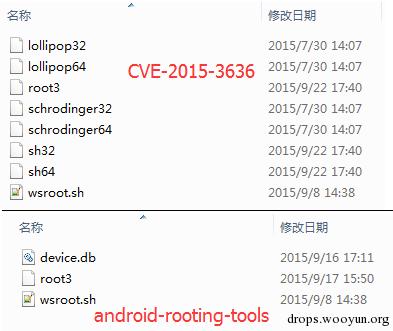 名称 修改日期
lollipop32 2015/7/30 14:07
lollipop64 2015/7/30 14:07
CVE-2015-3636
root3 2015/9/22 17:40
schrodinger32 2015/7/30 14:07
schrodinger64 2015/7/30 14:07
sh32 2015/9/22 17:40
sh64 2015/9/22 17:40
wsroot.sh 2015/9/8 14:38
名称 修改日期
device.db 2015/9/16 17:11
root3 2015/9/17 15:50
wsroot.sh 2015/9/8 14:38
android-rooting-tools
drops.wooyun.org